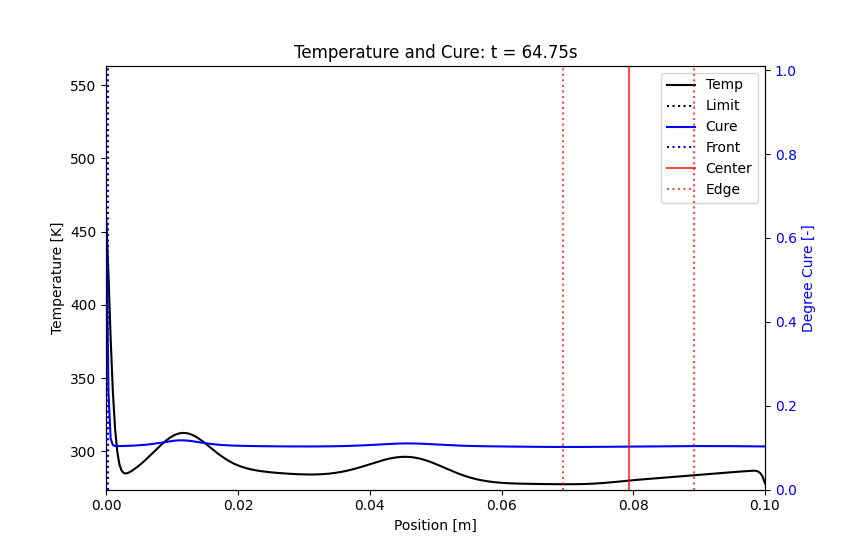 Temperature and Cure: t = 64.75s
Temperature [K]
550
500
450
400
350
300
Temp
Limit
Cure
Front
Center
Edge
1.0
0.8
0.6
0.4
0.2
0.0
Degree Cure [-]
0.00 0.02 0.04 0.06 0.08 0.10
Position [m]